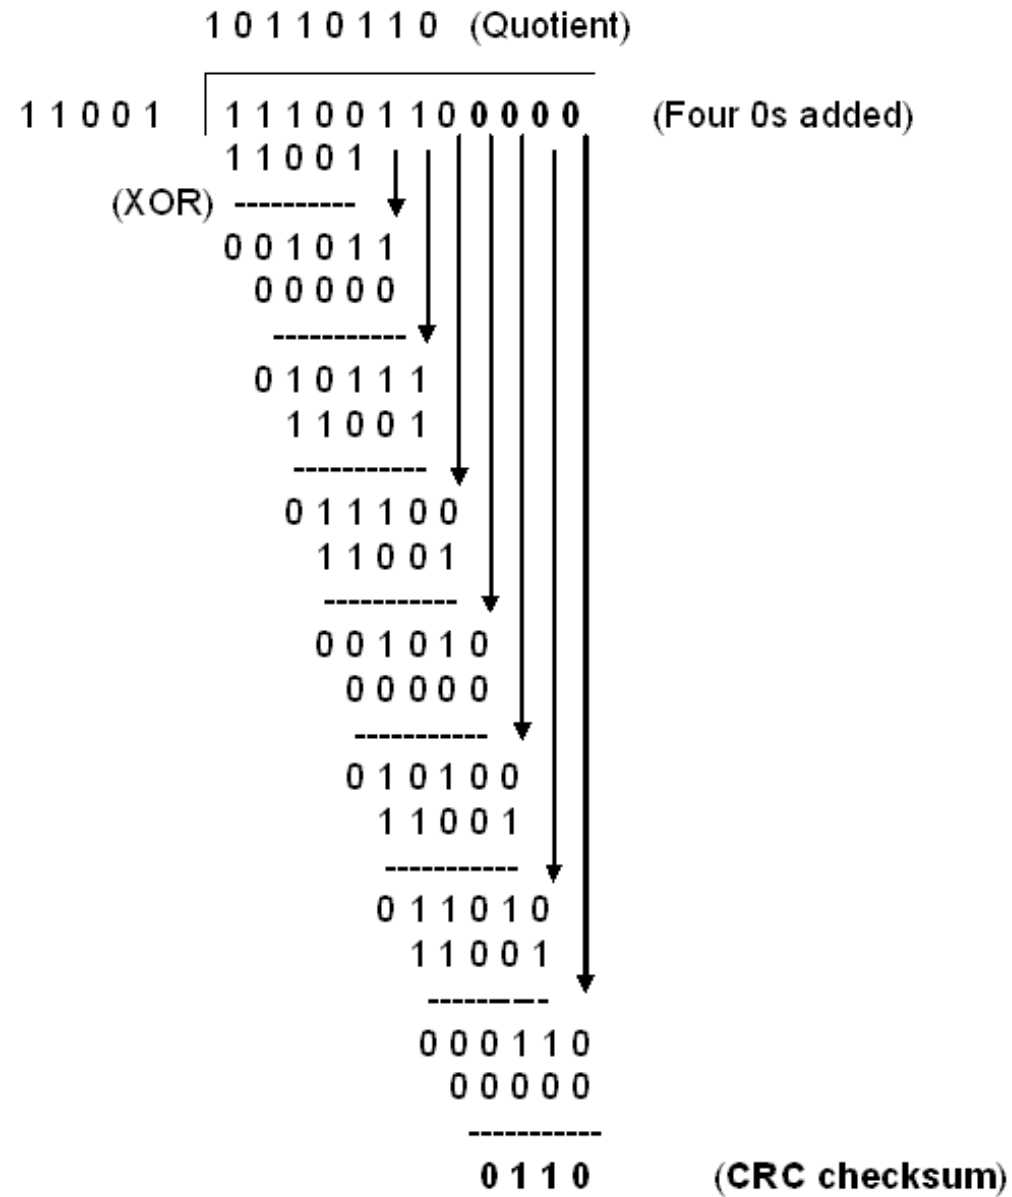 1 0 1 1 0 1 1 0 (Quotient)
1 1 0 0 1 1 1 1 0 0 1 1 0 0 0 0 0 (Four 0s added)
1 1 0 0 1
(XOR) ----------
0 0 1 0 1 1
0 0 0 0 0
-----------
0 1 0 1 1 1
1 1 0 0 1
-----------
0 1 1 1 0 0
1 1 0 0 1
-----------
0 0 1 0 1 0
0 0 0 0 0
-----------
0 1 0 1 0 0
1 1 0 0 1
-----------
0 1 1 0 1 0
1 1 0 0 1
----------
0 0 0 1 1 0
0 0 0 0 0
-----------
0 1 1 0 (CRC checksum)